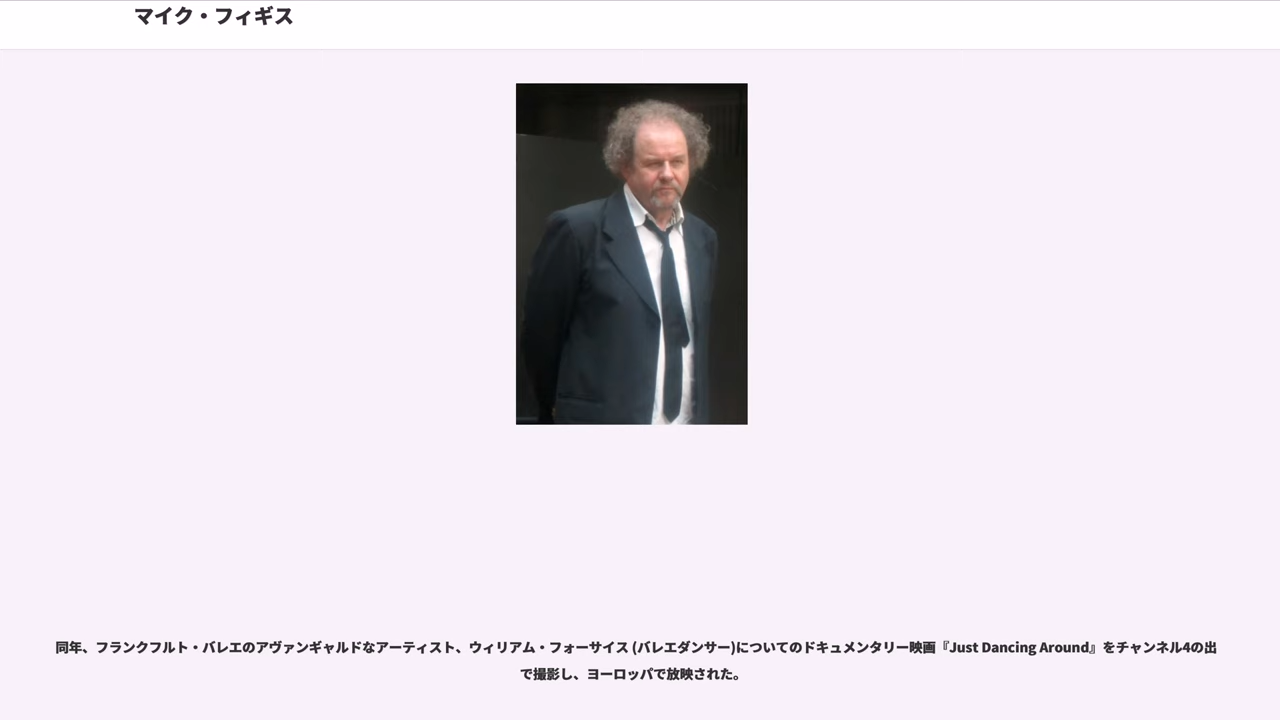 マイク・フィギス
同年、フランクフルト・バレエのアヴァンギャルドなアーティスト、ウィリアム・フォーサイス (バレエダンサー)についてのドキュメンタリー映画『Just Dancing Around』をチャンネル4の出
で撮影し、ヨーロッパで放映された。